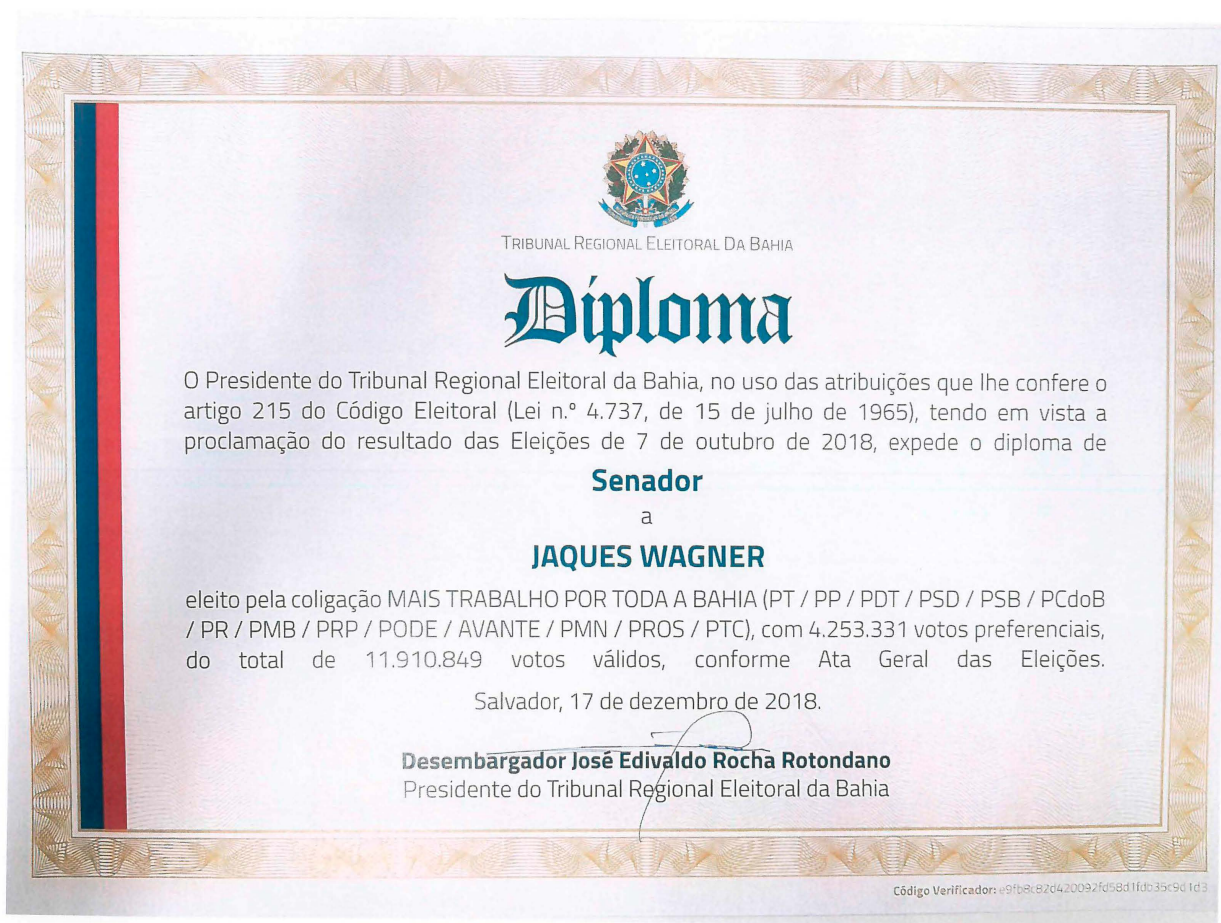 TRIBUNAL REGIONAL ELEITORAL DA BAHIA
Diploma
O Presidente do Tribunal Regional Eleitoral da Bahia, no uso das atribuições que lhe confere o
artigo 215 do Código Eleitoral (Lei n.º 4.737, de 15 de julho de 1965), tendo em vista a
proclamação do resultado das Eleições de 7 de outubro de 2018, expede o diploma de
Senador
a
JAQUES WAGNER
eleito pela coligação MAIS TRABALHO POR TODA A BAHIA (PT / PP / PDT / PSD / PSB / PCdoB
/ PR / PMB / PRP / PODE / AVANTE / PMN / PROS / PTC), com 4.253.331 votos preferenciais,
do total de 11.910.849 votos válidos, conforme Ata Geral das Eleições.
Salvador, 17 de dezembro de 2018.
Desembargador José Edivaldo Rocha Rotondano
Presidente do Tribunal Regional Eleitoral da Bahia
Código Verificador: